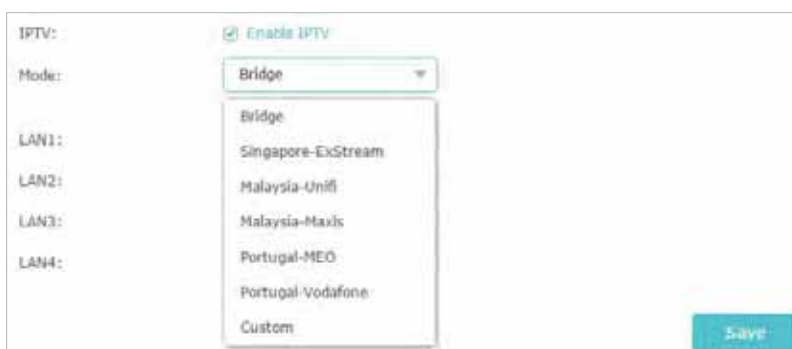 IPTV: Enable IPTV
Mode: Bridge
Bridge
LAN1:
Singapore-ExStream
LAN2:
Malaysia-Unifi
LAN3:
Malaysia-Maxis
LAN4:
Portugal-MEO
Portugal-Vodafone
Custom
Save